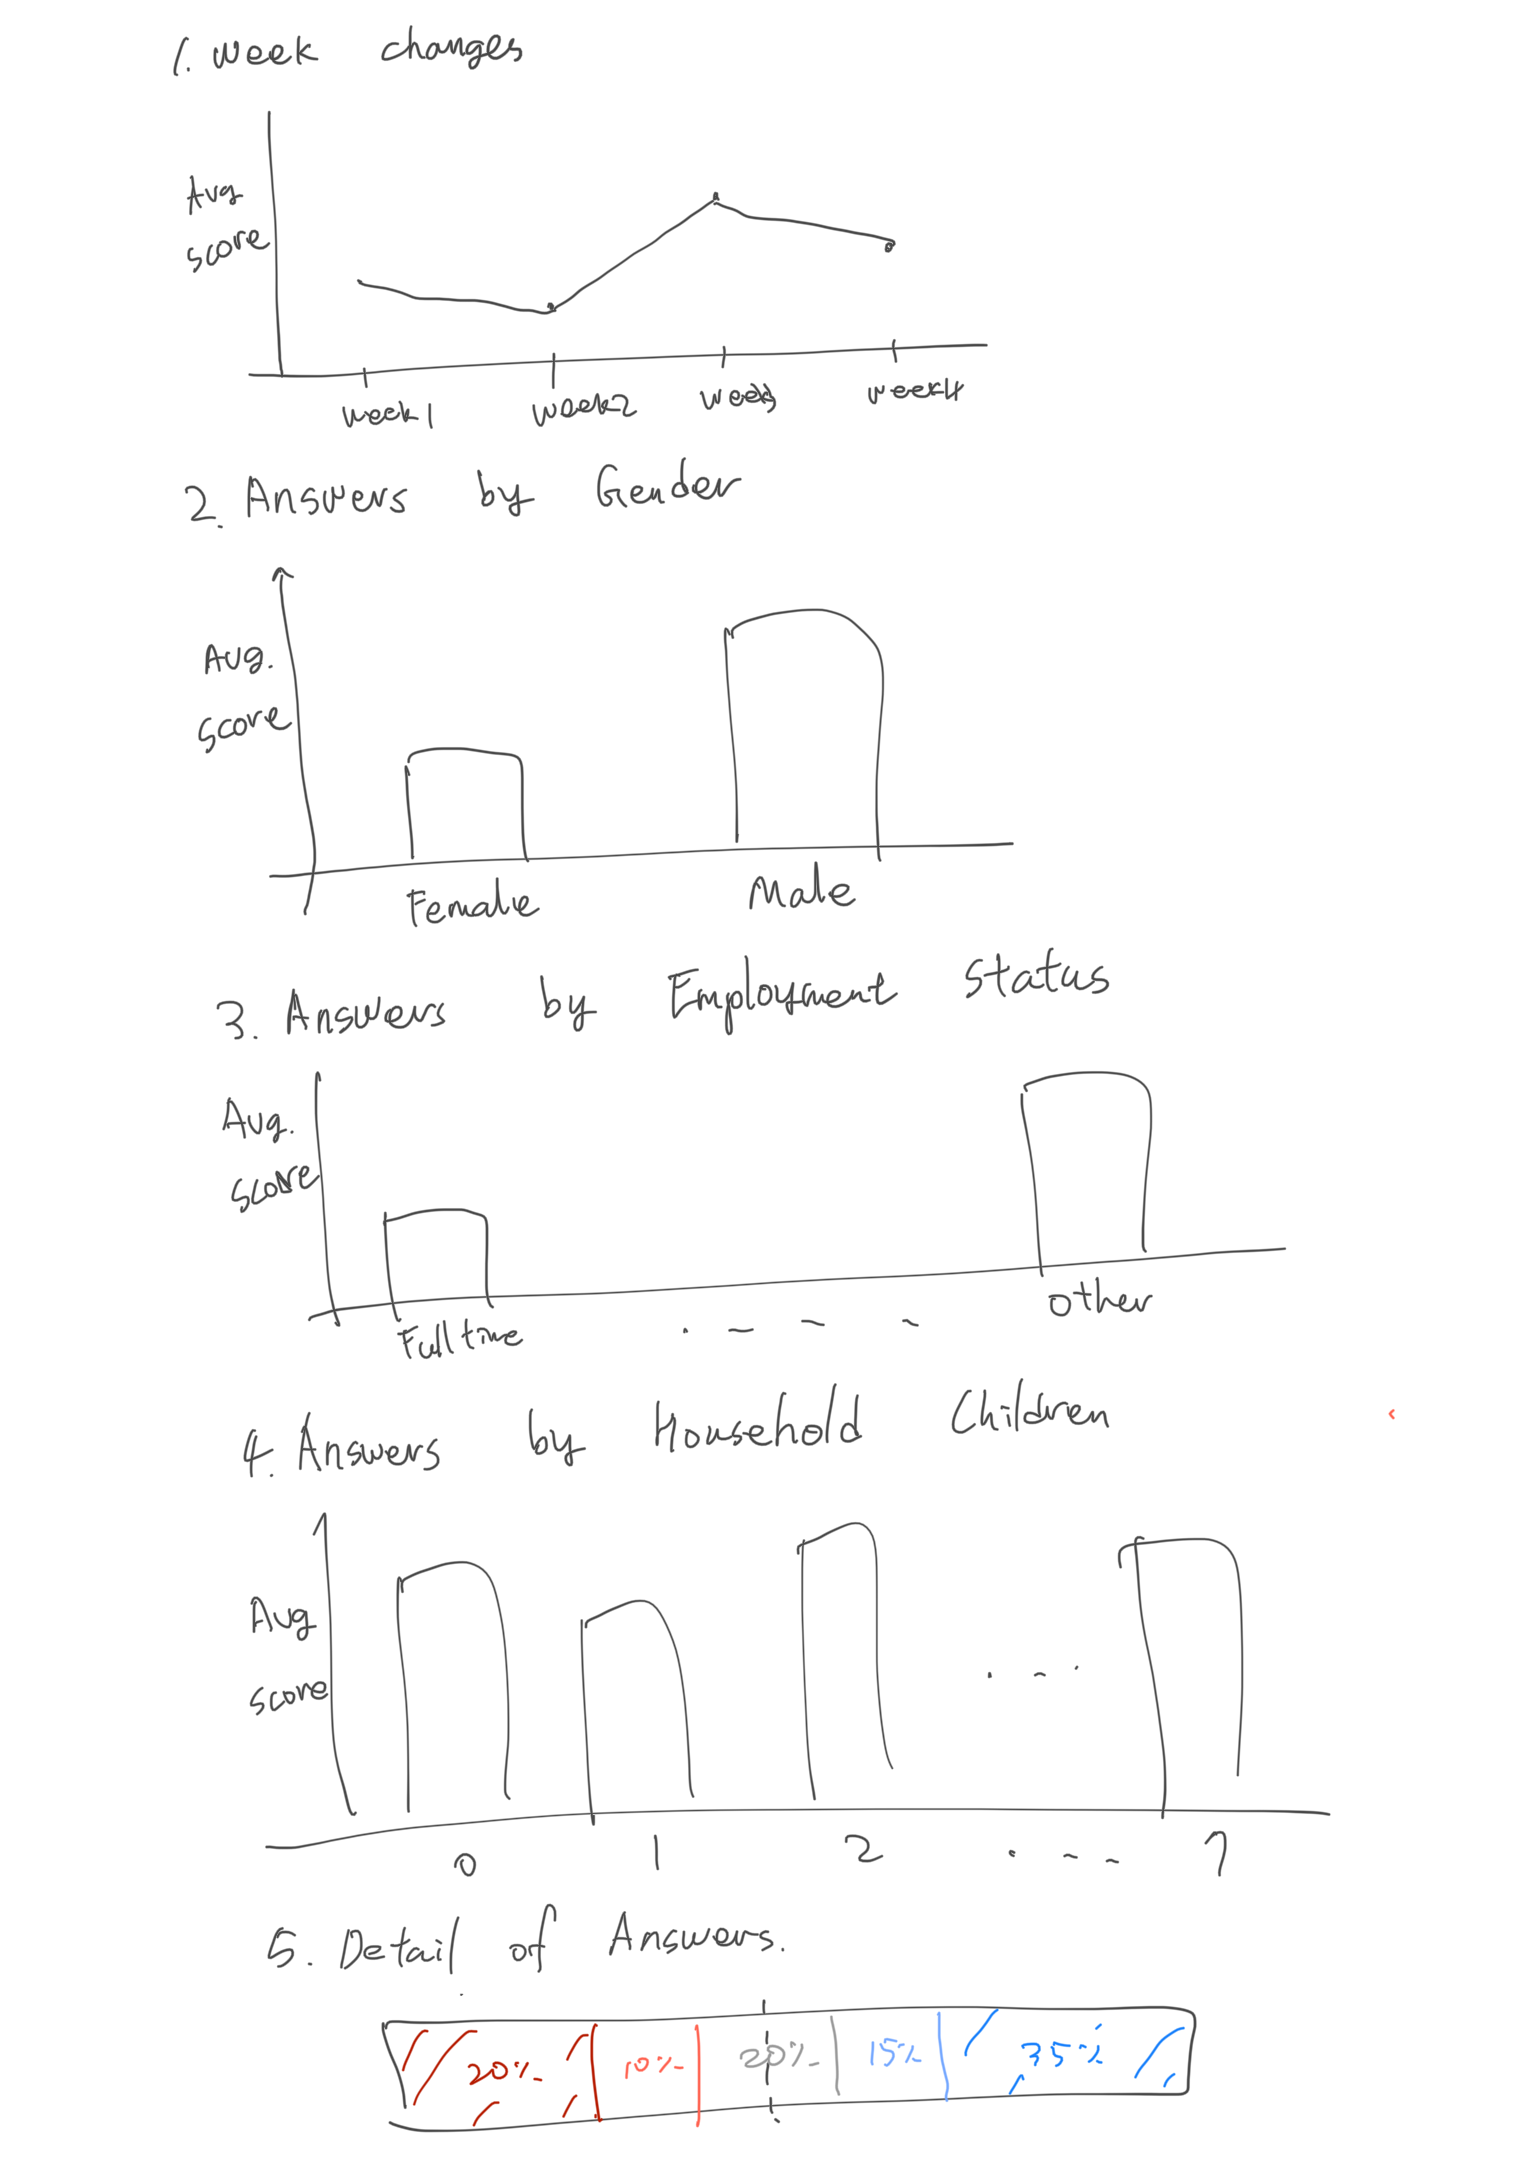 1. week changes
Avg
score
week1
week2
week3
week4
2. Answers by Gender
Avg.
score
Female
Male
3. Answers by Employment Status
Avg.
score
Full time
other
4. Answers by Household Children
Avg
score
0
1
2
7
5. Detail of Answers.
20%
10%
20%
15%
35%